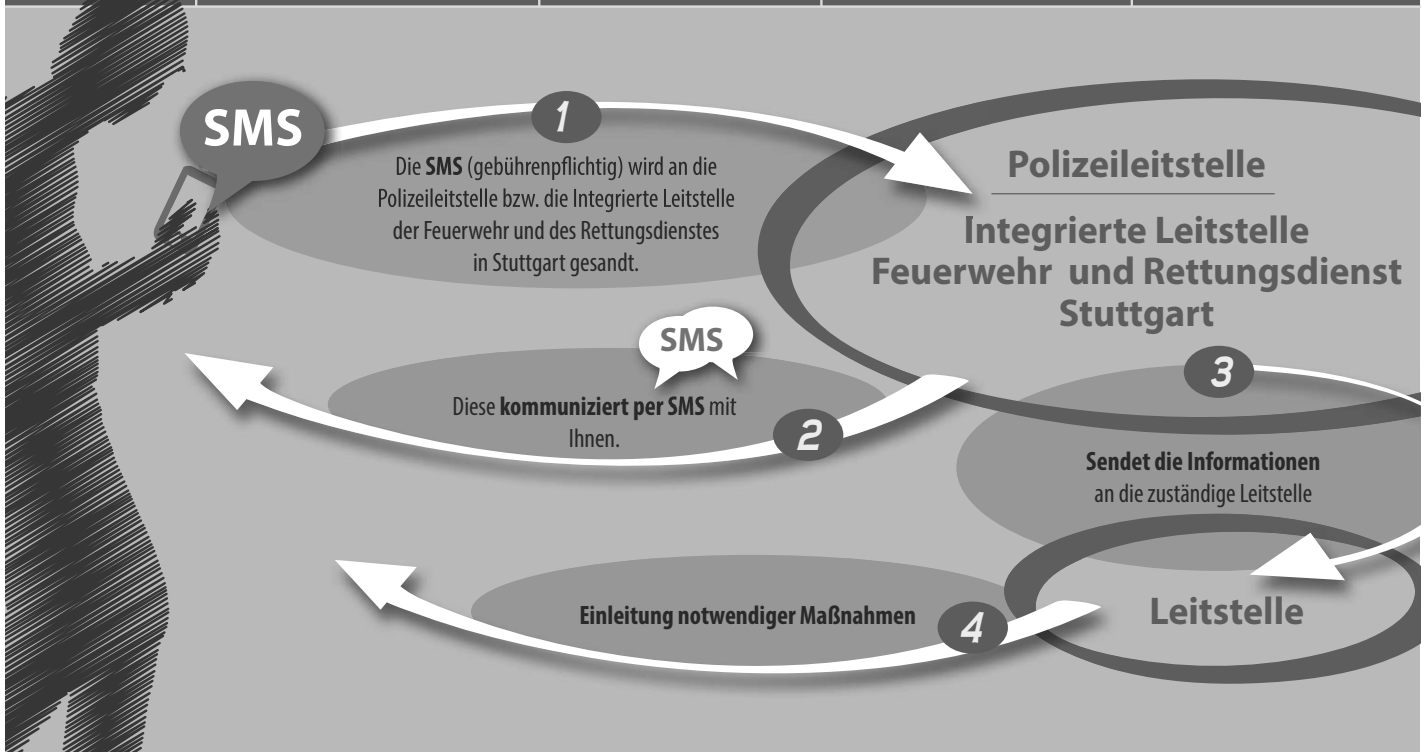 SMS
1
Die SMS (gebührenpflichtig) wird an die
Polizeileitstelle bzw. die Integrierte Leitstelle
der Feuerwehr und des Rettungsdienstes
in Stuttgart gesandt.
Polizeileitstelle
Integrierte Leitstelle
Feuerwehr und Rettungsdienst
Stuttgart
SMS
Diese kommuniziert per SMS mit
Ihnen.
2
3
Sendet die Informationen
an die zuständige Leitstelle
Einleitung notwendiger Maßnahmen
4
Leitstelle